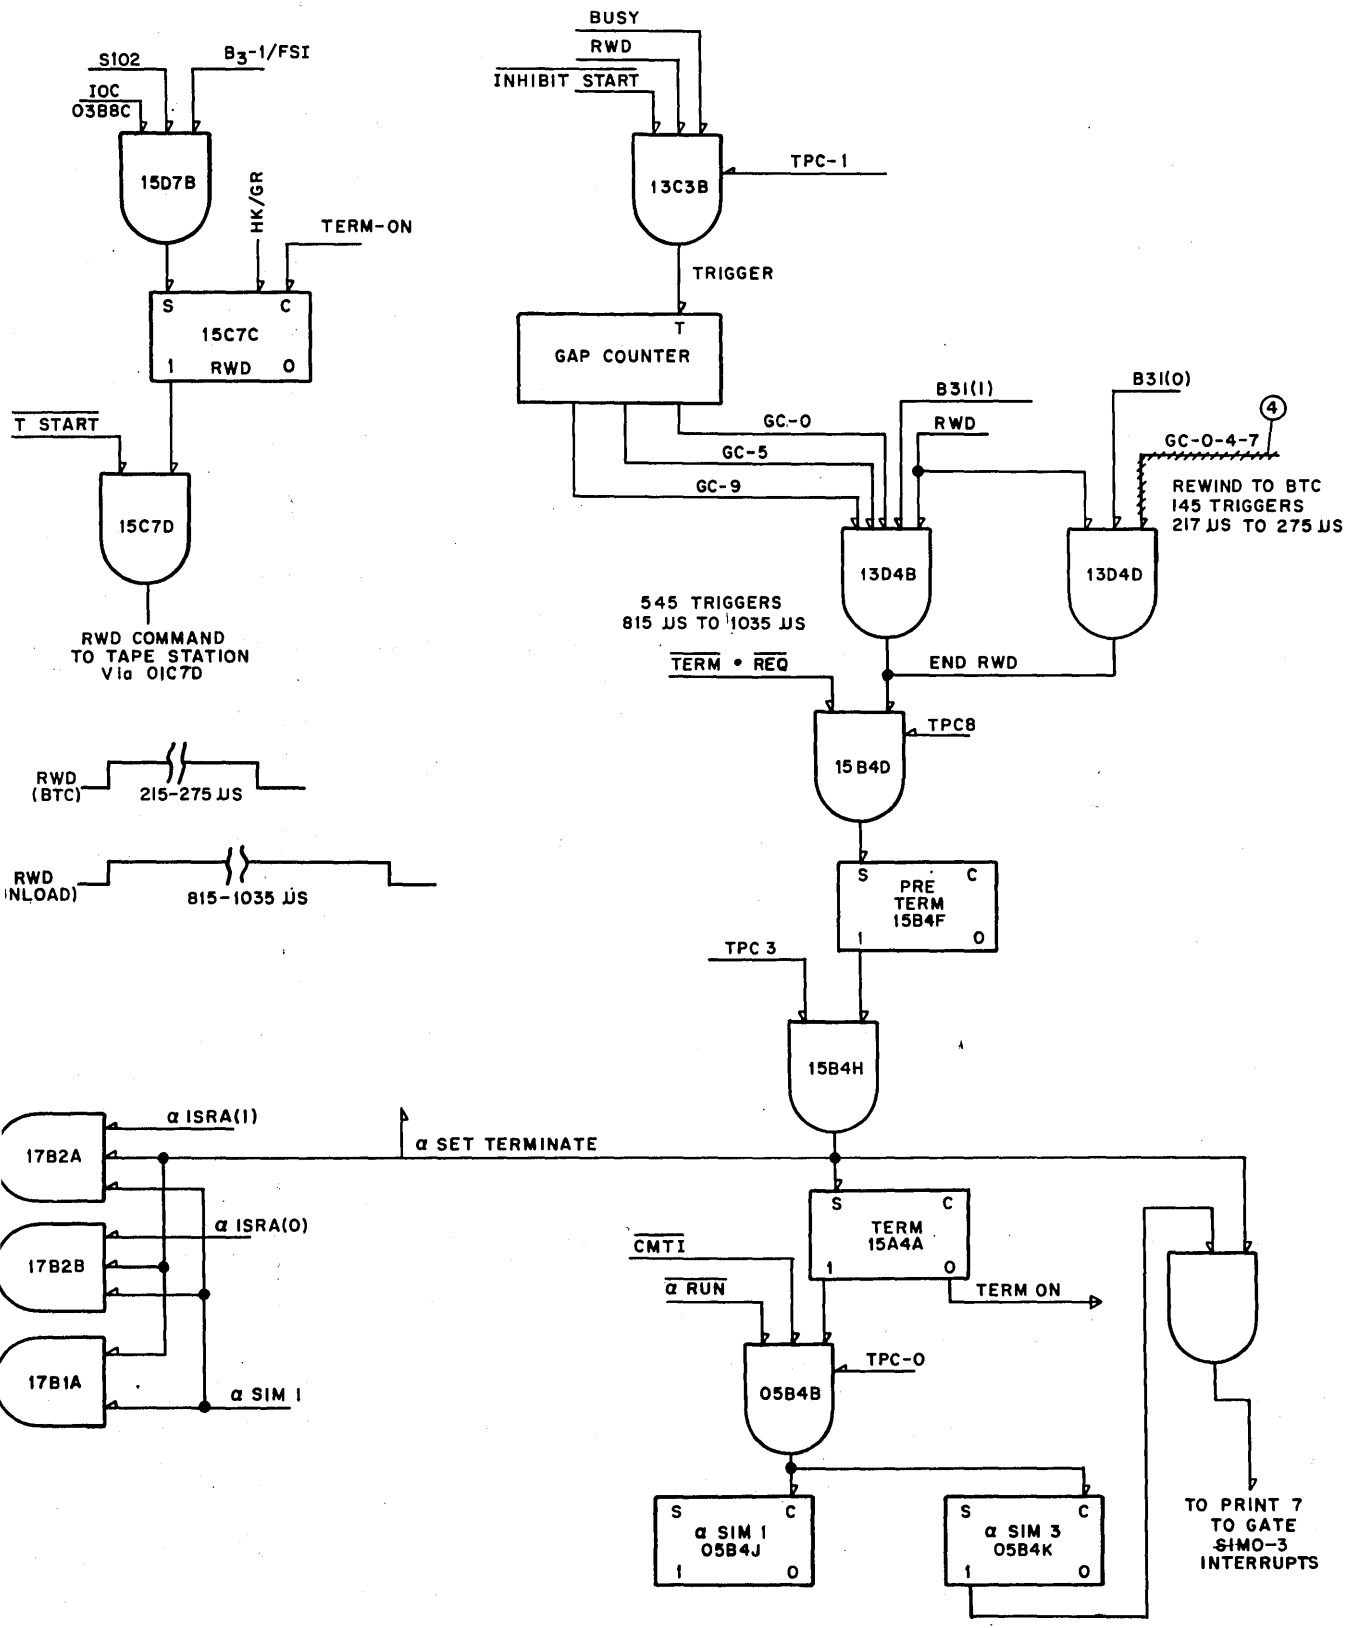 BUSY
RWD
INHIBIT START
S102
B3-1/FSI
IOC
03B8C
15D7B
13C3B
TPC-1
HK/GR
TERM-ON
TRIGGER
S C
15C7C
1 RWD 0
T
GAP COUNTER
T START
15C7D
B31(1)
B31(0)
4
GC-0
RWD
GC-0-4-7
GC-5
GC-9
REWIND TO BTC
145 TRIGGERS
217 µS TO 275 µS
13D4B
13D4D
545 TRIGGERS
815 µS TO 1035 µS
RWD COMMAND
TO TAPE STATION
Via 01C7D
TERM • REQ
END RWD
TPC8
15B4D
RWD
(BTC)
215-275 µS
RWD
NLOAD)
815-1035 µS
S C
PRE
TERM
15B4F
1 0
TPC 3
15B4H
α ISRA(1)
17B2A
α SET TERMINATE
S C
TERM
15A4A
1 0
α ISRA(0)
17B2B
CMTI
α RUN
TERM ON
17B1A
α SIM 1
TPC-0
05B4B
S C
α SIM 1
05B4J
1 0
S C
α SIM 3
05B4K
1 0
TO PRINT 7
TO GATE
SIM0-3
INTERRUPTS